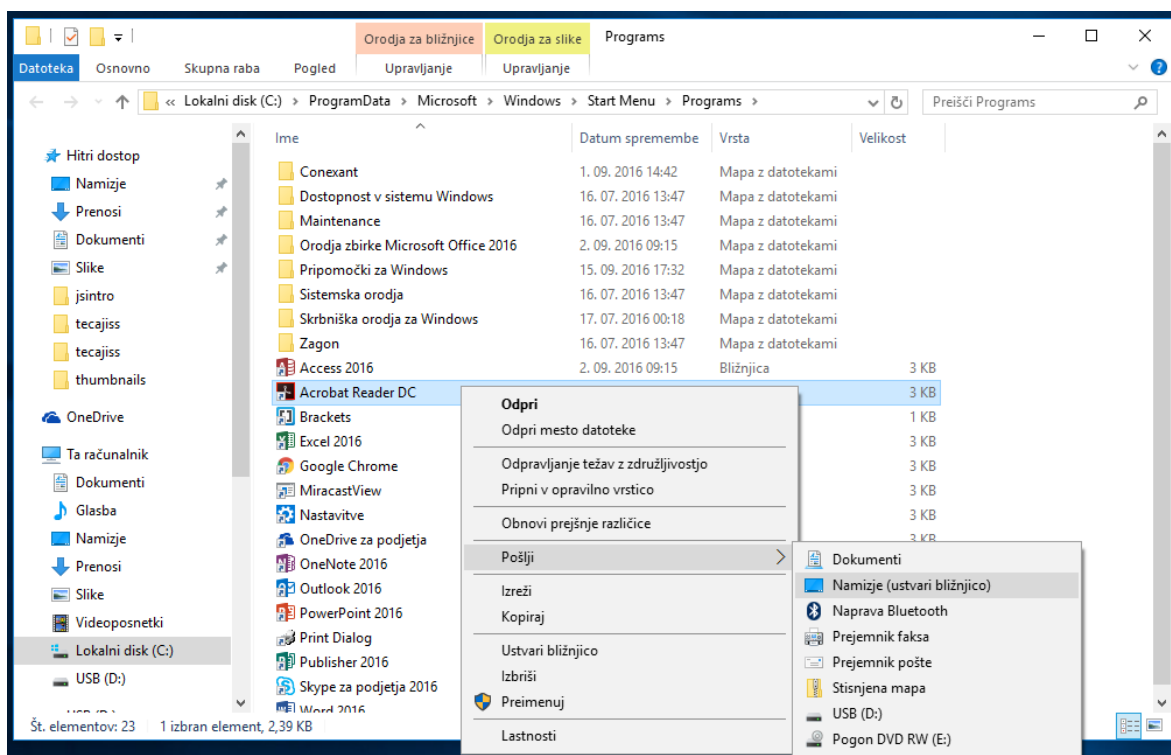 Orodja za bližnjice Orodja za slike Programs
Datoteka Osnovno Skupna raba Pogled Upravljanje Upravljanje
« Lokalni disk (C:) > ProgramData > Microsoft > Windows > Start Menu > Programs > Preišči Programs
Hitri dostop
Namizje
Prenosi
Dokumenti
Slike
jsintro
tecajiss
tecajiss
thumbnails
OneDrive
Ta računalnik
Dokumenti
Glasba
Namizje
Prenosi
Slike
Videoposnetki
Lokalni disk (C:)
USB (D:)
Ime Datum spremembe Vrsta Velikost
Conexant 1. 09. 2016 14:42 Mapa z datotekami
Dostopnost v sistemu Windows 16. 07. 2016 13:47 Mapa z datotekami
Maintenance 16. 07. 2016 13:47 Mapa z datotekami
Orodja zbirke Microsoft Office 2016 2. 09. 2016 09:15 Mapa z datotekami
Pripomočki za Windows 15. 09. 2016 17:32 Mapa z datotekami
Sistemska orodja 16. 07. 2016 13:47 Mapa z datotekami
Skrbniška orodja za Windows 17. 07. 2016 00:18 Mapa z datotekami
Zagon 16. 07. 2016 13:47 Mapa z datotekami
Access 2016 2. 09. 2016 09:15 Bližnjica 3 KB
Acrobat Reader DC 3 KB
Brackets 1 KB
Excel 2016 3 KB
Google Chrome 3 KB
MiracastView 3 KB
Nastavitve 3 KB
OneDrive za podjetja 3 KB
OneNote 2016
Outlook 2016
PowerPoint 2016
Print Dialog
Publisher 2016
Skype za podjetja 2016
Word 2016
Odpri
Odpri mesto datoteke
Odpravljanje težav z združljivostjo
Pripni v opravilno vrstico
Obnovi prejšnje različice
Pošlji
Izreži
Kopiraj
Ustvari bližnjico
Izbriši
Preimenuj
Lastnosti
Dokumenti
Namizje (ustvari bližnjico)
Naprava Bluetooth
Prejemnik faksa
Prejemnik pošte
Stisnjena mapa
USB (D:)
Pogon DVD RW (E:)
Št. elementov: 23 1 izbran element, 2,39 KB